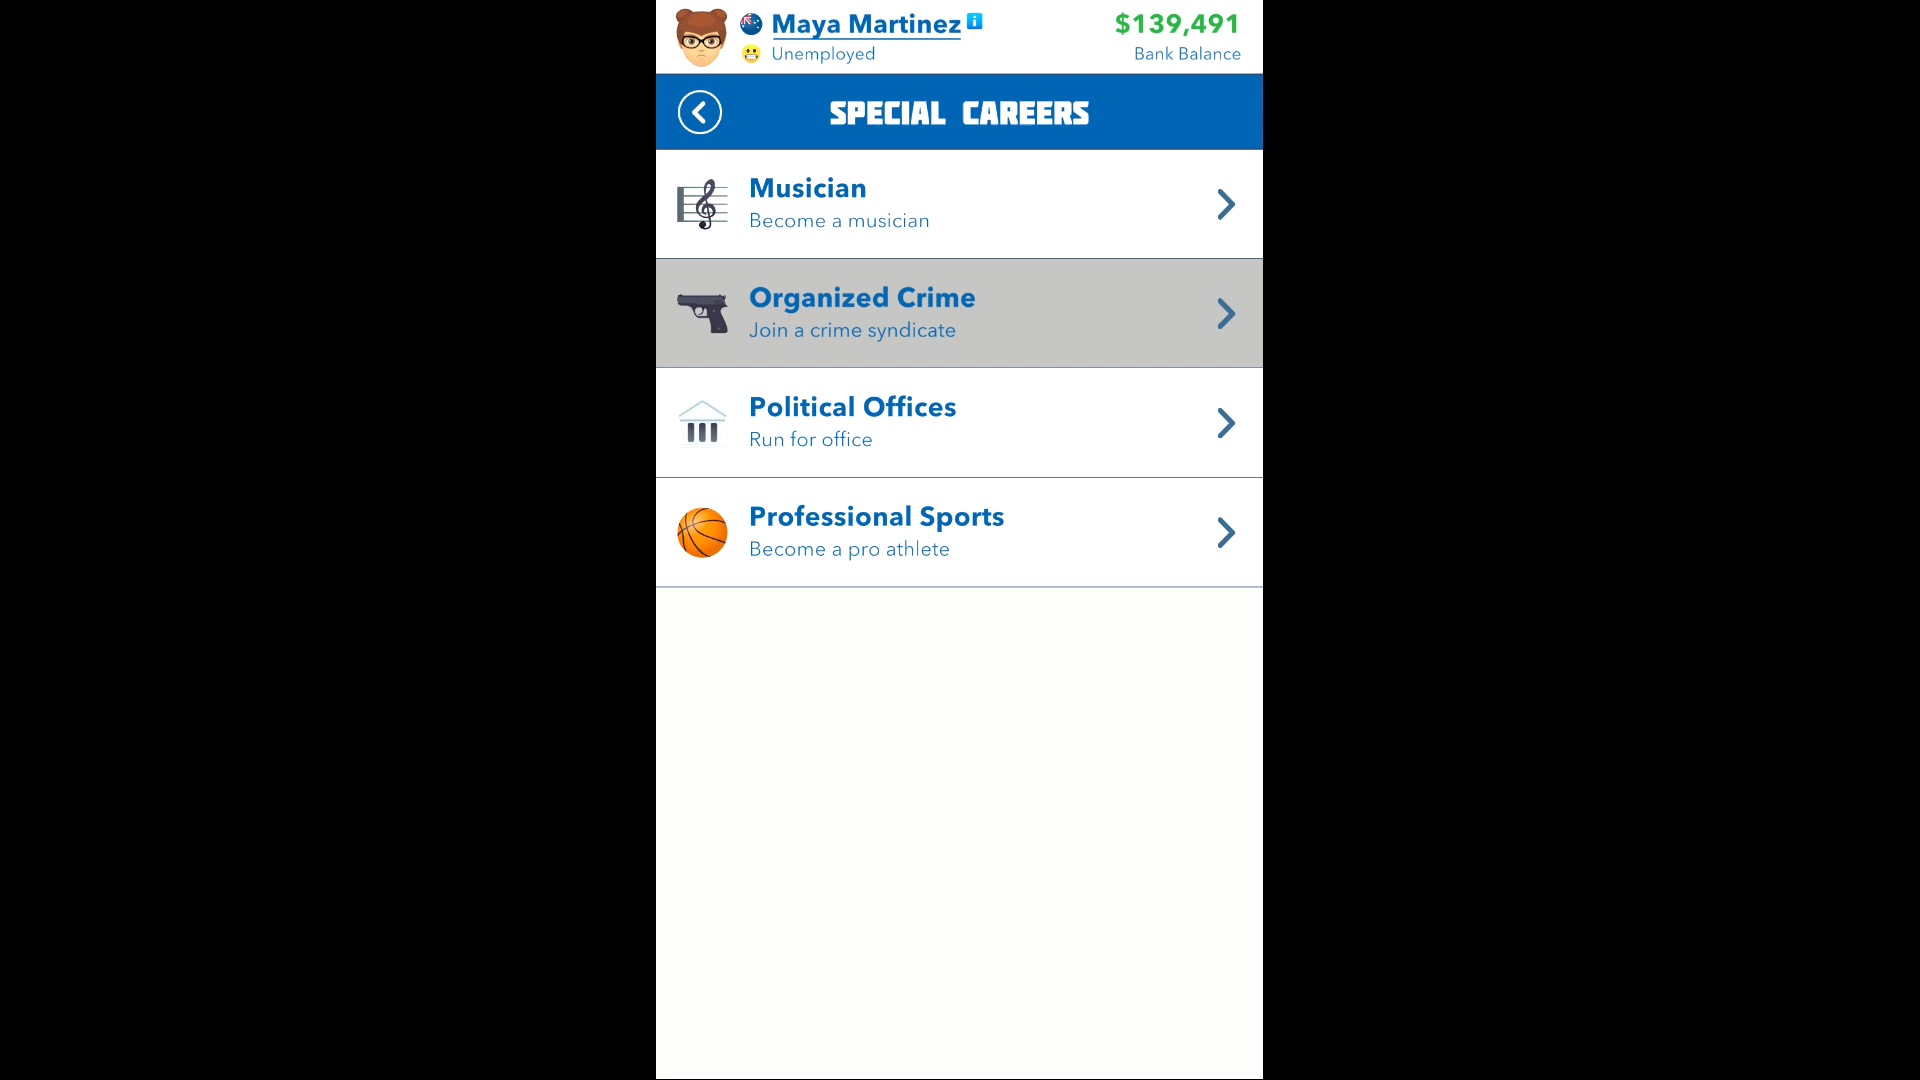 Maya Martinez
$139,491
Unemployed
Bank Balance
SPECIAL CAREERS
Musician
Become a musician
Organized Crime
Join a crime syndicate
Political Offices
Run for office
Professional Sports
Become a pro athlete